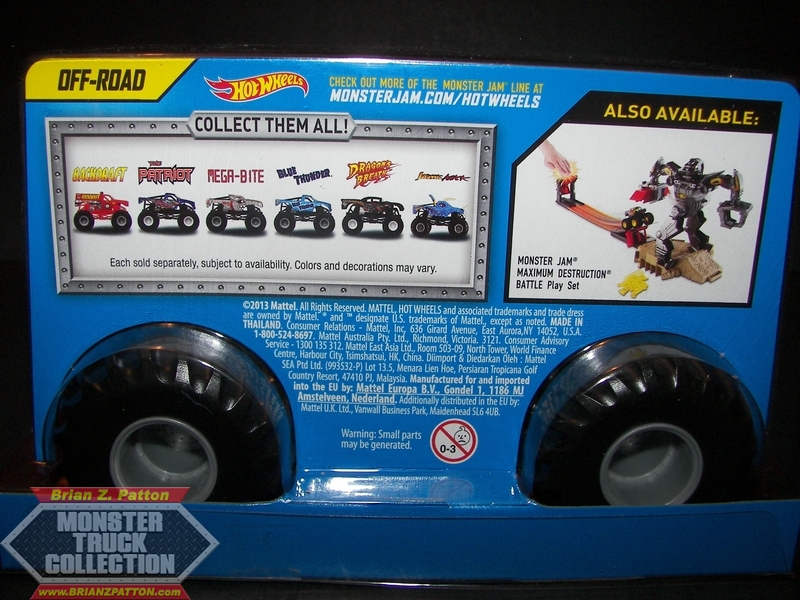 OFF-ROAD
HOT WHEELS
CHECK OUT MORE OF THE MONSTER JAM® LINE AT
MONSTERJAM.COM/HOTWHEELS
COLLECT THEM ALL!
BACKDRAFT
THE PATRIOT
MEGA-BITE
BLUE THUNDER
DRAGON'S BREATH
Each sold separately, subject to availability. Colors and decorations may vary.
ALSO AVAILABLE:
MONSTER JAM®
MAXIMUM DESTRUCTION®
BATTLE Play Set
©2013 Mattel. All Rights Reserved. MATTEL, HOT WHEELS and associated trademarks and trade dress
are owned by Mattel. ® and ™ designate U.S. trademarks of Mattel, except as noted. MADE IN
THAILAND. Consumer Relations - Mattel, Inc, 636 Girard Avenue, East Aurora,NY 14052, U.S.A.
1-800-524-8697. Mattel Australia Pty. Ltd., Richmond, Victoria. 3121. Consumer Advisory
Service - 1300 135 312. Mattel East Asia Ltd., Room 503-09, North Tower, World Finance
Centre, Harbour City, Tsimshatsui, HK, China. Diimport & Diedarkan Oleh : Mattel
SEA Ptd Ltd. (993532-P) Lot 13.5, Menara Lien Hoe, Persiaran Tropicana Golf
Country Resort, 47410 PJ, Malaysia. Manufactured for and imported
into the EU by: Mattel Europa B.V., Gondel 1, 1186 MJ
Amstelveen, Nederland. Additionally distributed in the EU by:
Mattel U.K. Ltd., Vanwall Business Park, Maidenhead SL6 4UB.
Warning: Small parts
may be generated.
0-3
Brian Z. Patton
MONSTER
TRUCK
COLLECTION
www.BRIANZPATTON.com